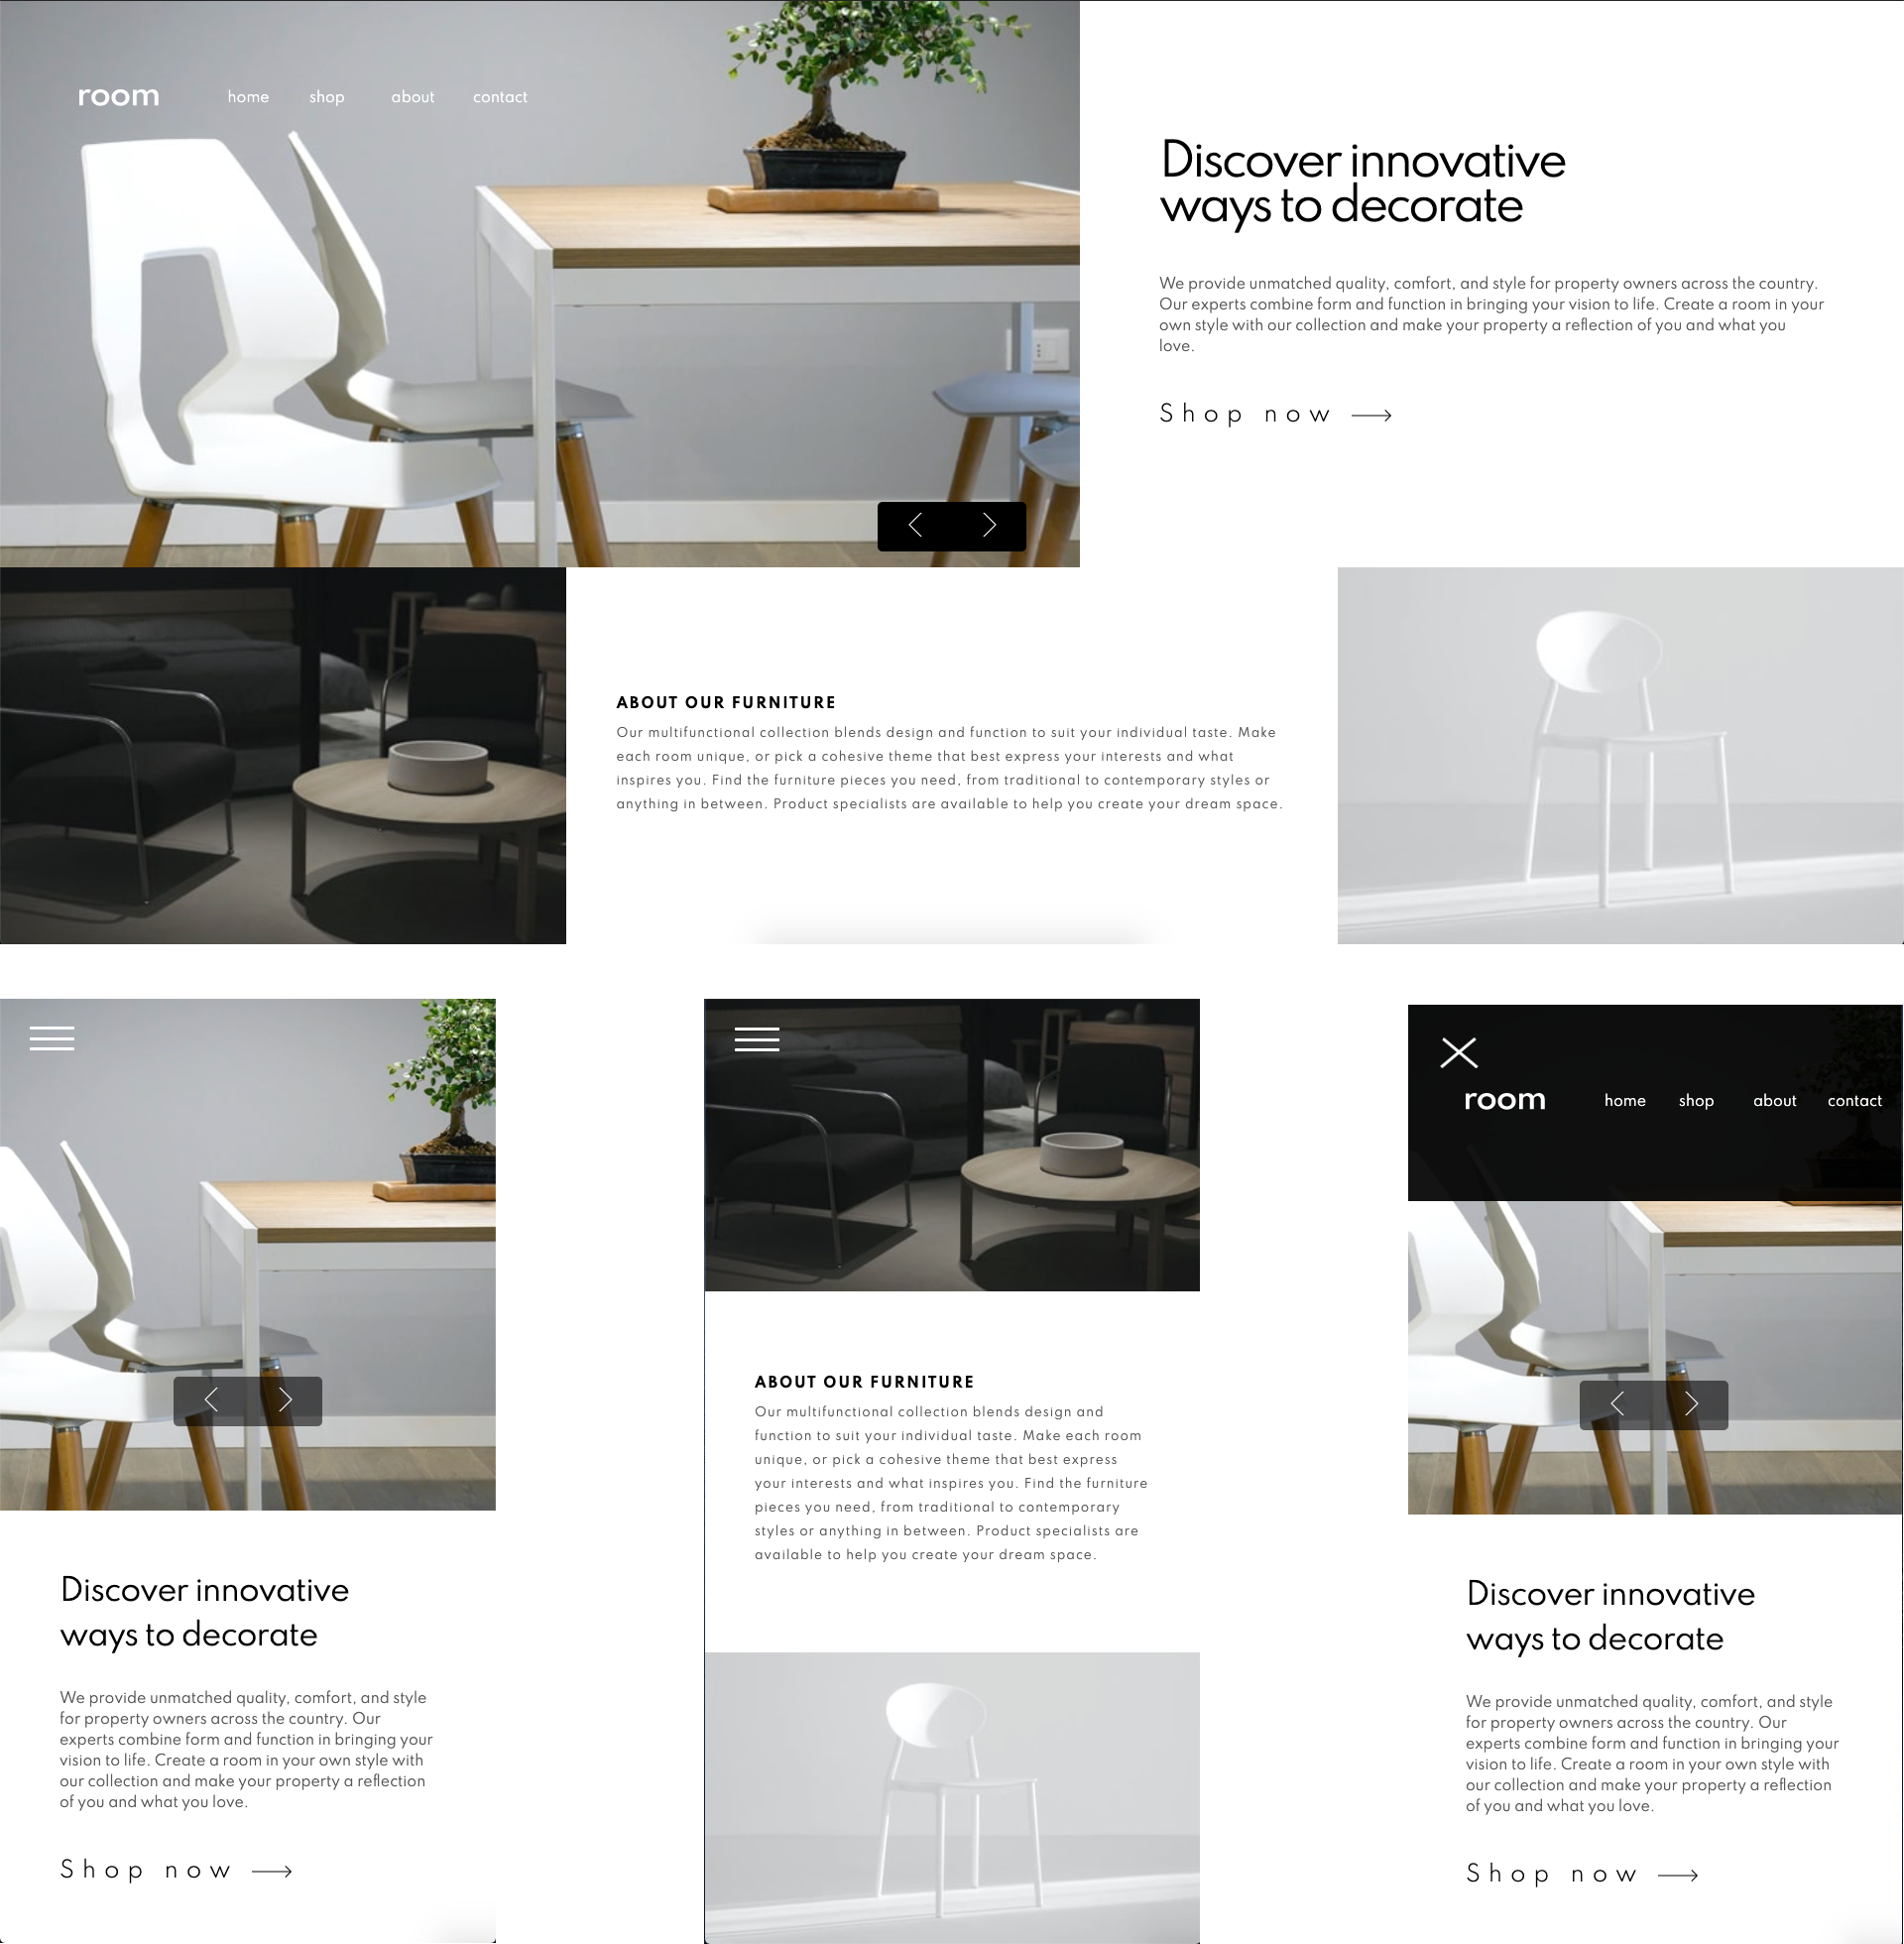 room home shop about contact
Discover innovative
ways to decorate
We provide unmatched quality, comfort, and style for property owners across the country.
Our experts combine form and function in bringing your vision to life. Create a room in your
own style with our collection and make your property a reflection of you and what you
love.
Shop now
ABOUT OUR FURNITURE
Our multifunctional collection blends design and function to suit your individual taste. Make
each room unique, or pick a cohesive theme that best express your interests and what
inspires you. Find the furniture pieces you need, from traditional to contemporary styles or
anything in between. Product specialists are available to help you create your dream space.
Discover innovative
ways to decorate
We provide unmatched quality, comfort, and style
for property owners across the country. Our
experts combine form and function in bringing your
vision to life. Create a room in your own style with
our collection and make your property a reflection
of you and what you love.
Shop now
ABOUT OUR FURNITURE
Our multifunctional collection blends design and
function to suit your individual taste. Make each room
unique, or pick a cohesive theme that best express
your interests and what inspires you. Find the furniture
pieces you need, from traditional to contemporary
styles or anything in between. Product specialists are
available to help you create your dream space.
room home shop about contact
Discover innovative
ways to decorate
We provide unmatched quality, comfort, and style
for property owners across the country. Our
experts combine form and function in bringing your
vision to life. Create a room in your own style with
our collection and make your property a reflection
of you and what you love.
Shop now